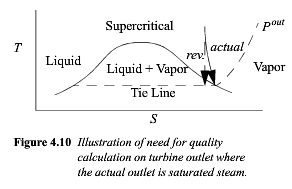 Supercritical
P^out
T
rev.
actual
Liquid
Liquid + Vapor
Vapor
Tie Line
S
Figure 4.10 Illustration of need for quality
calculation on turbine outlet where
the actual outlet is saturated steam.